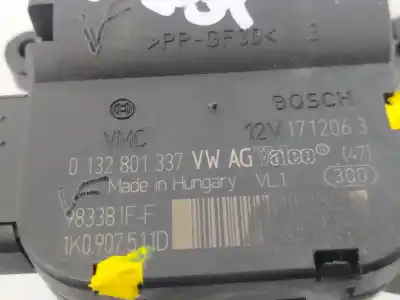 >PP-GF30< 3
BOSCH
VMC 12V 171206 3
0 132 801 337 VW AG Valeo (47)
Made in Hungary VL1 300
983381F-F
1K0.907.511D